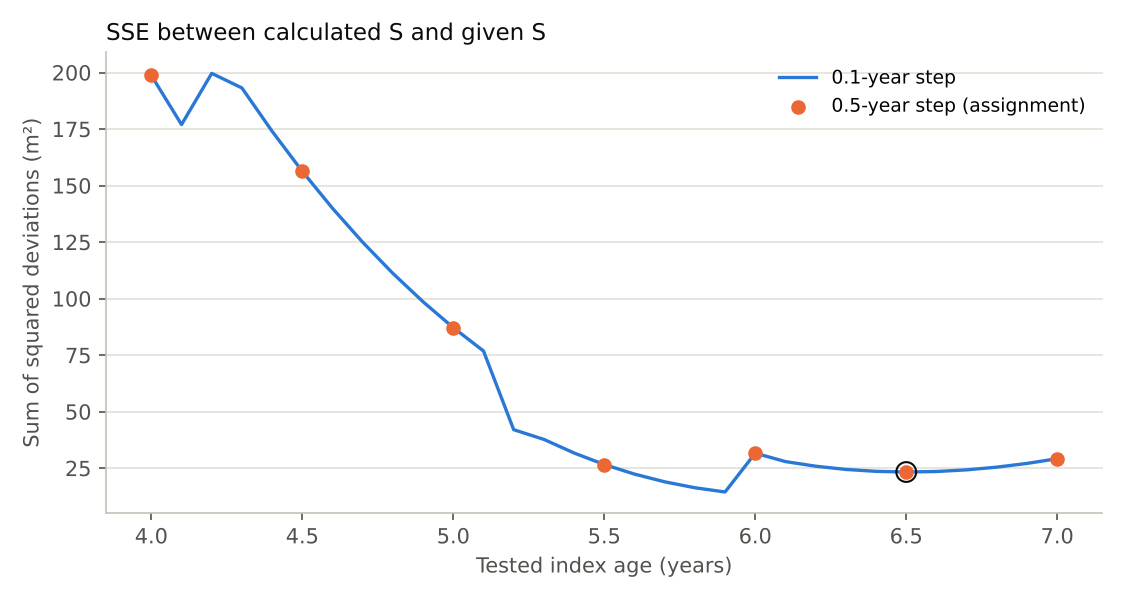 SSE between calculated S and given S
0.1-year step
0.5-year step (assignment)
Sum of squared deviations (m²)
200
175
150
125
100
75
50
25
4.0 4.5 5.0 5.5 6.0 6.5 7.0
Tested index age (years)